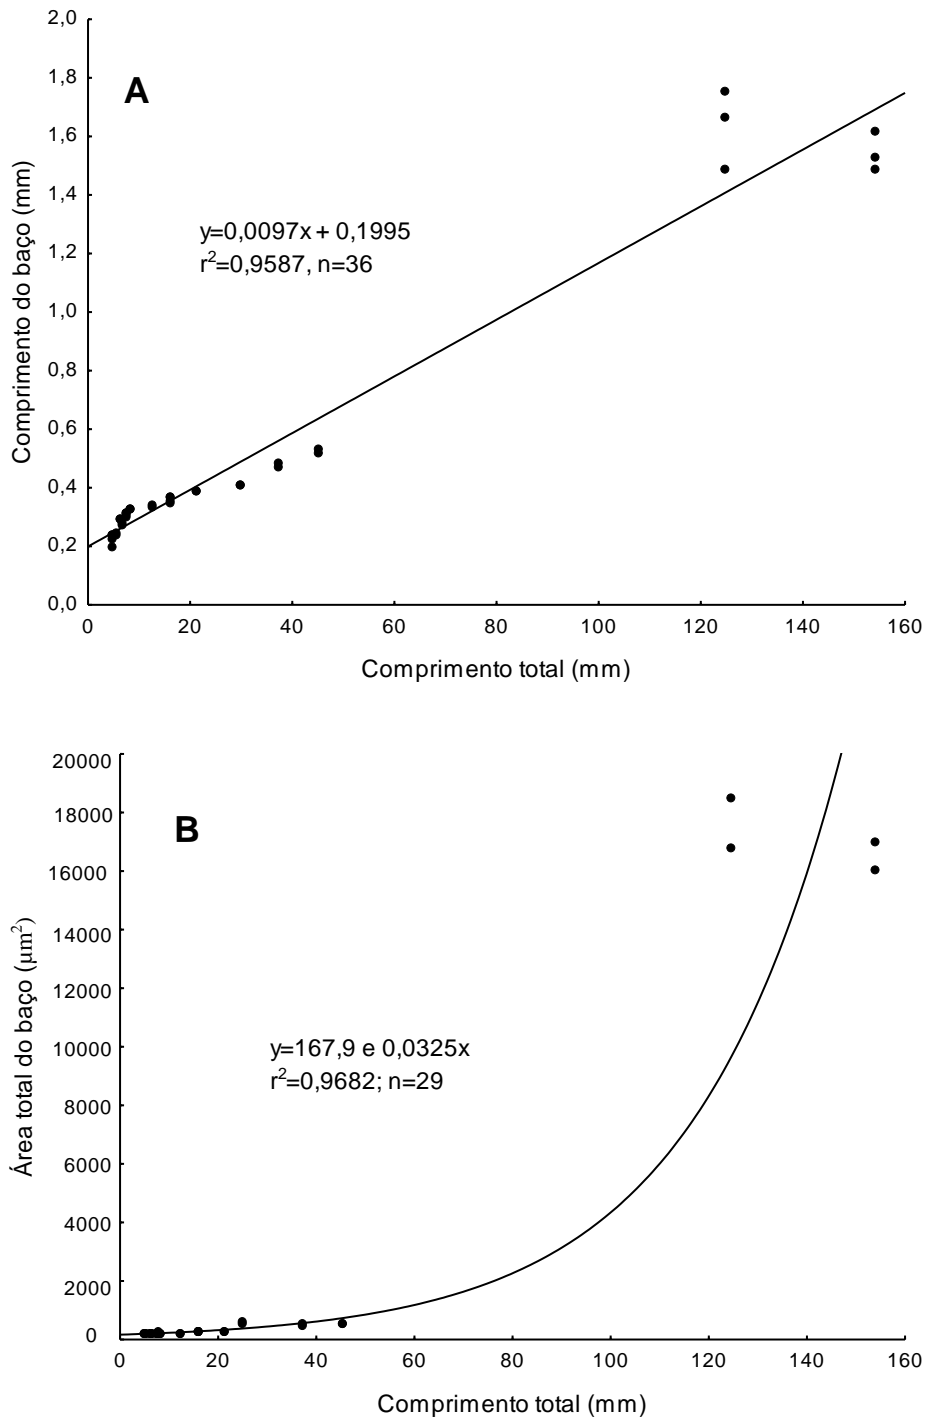 2,0
1,8
1,6
1,4
1,2
1,0
0,8
0,6
0,4
0,2
0,0
A
Comprimento do baço (mm)
y=0,0097x + 0,1995
r²=0,9587, n=36
0 20 40 60 80 100 120 140 160
Comprimento total (mm)
20000
18000
16000
14000
12000
10000
8000
6000
4000
2000
0
B
Área total do baço (µm²)
y=167,9 e 0,0325x
r²=0,9682; n=29
0 20 40 60 80 100 120 140 160
Comprimento total (mm)